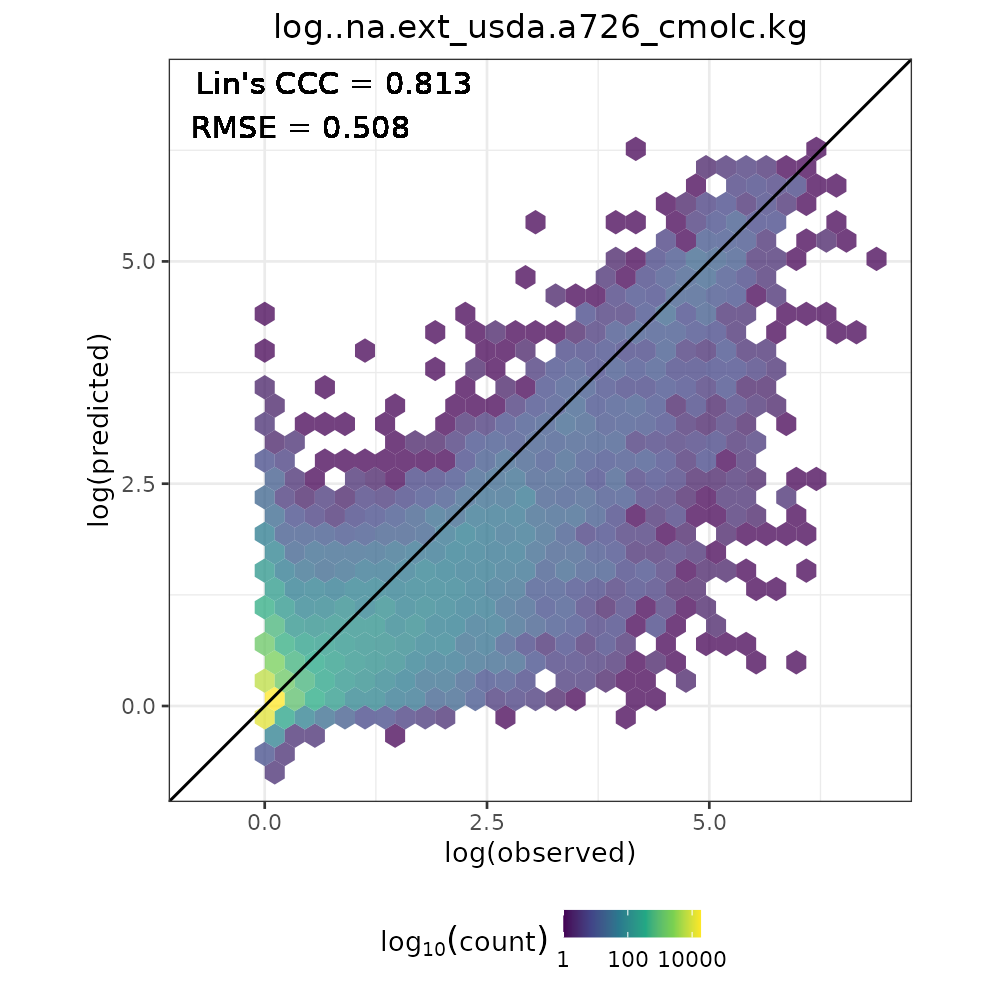 log..na.ext_usda.a726_cmolc.kg
Lin's CCC = 0.813
RMSE = 0.508
log(predicted)
5.0
2.5
0.0
0.0 2.5 5.0
log(observed)
log₁₀(count)
1 100 10000